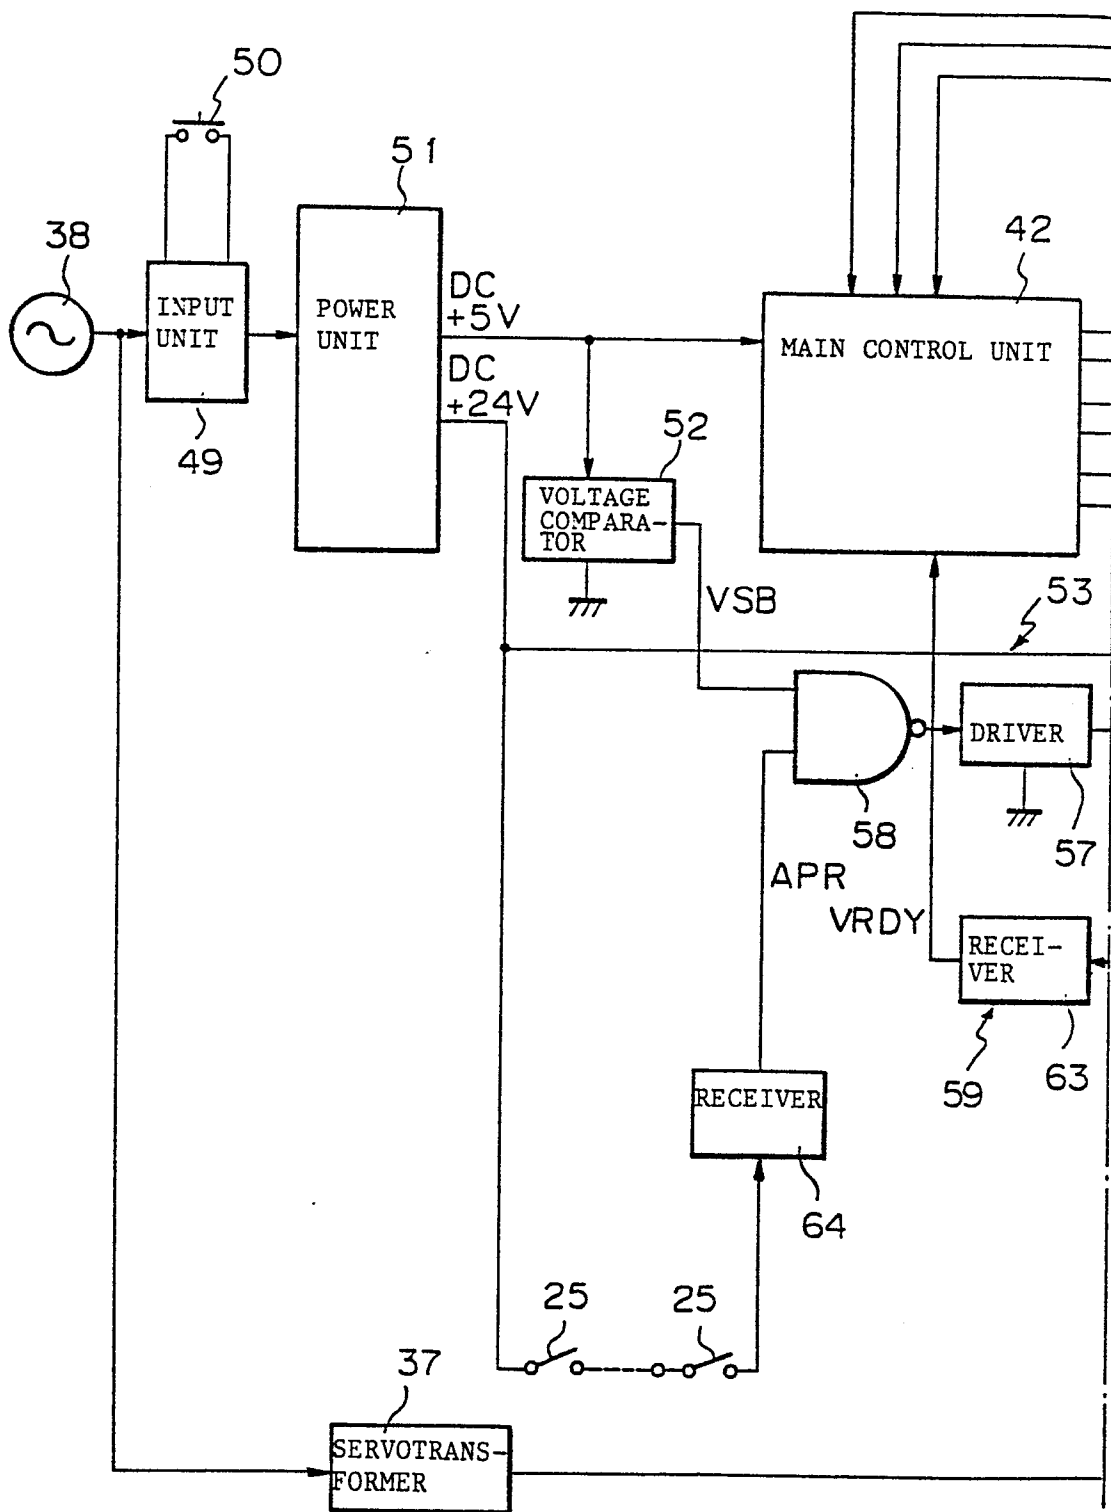 50
51
38
42
INPUT
UNIT
POWER
UNIT
DC
+5V
DC
+24V
MAIN CONTROL UNIT
49
52
VOLTAGE
COMPARA-
TOR
VSB
53
DRIVER
58
57
APR
VRDY
RECEI-
VER
59
63
RECEIVER
64
25
25
37
SERVOTRANS-
FORMER